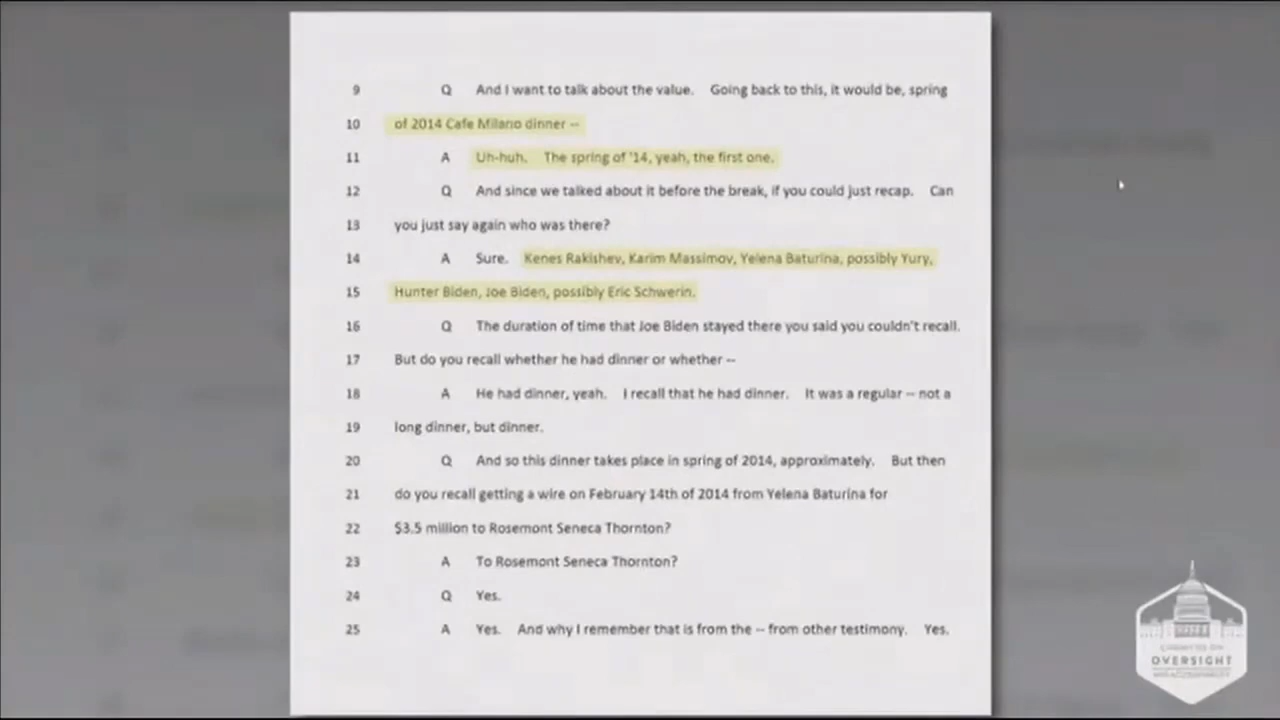 9 Q And I want to talk about the value. Going back to this, it would be, spring
10 of 2014 Cafe Milano dinner --
11 A Uh-huh. The spring of '14, yeah, the first one.
12 Q And since we talked about it before the break, if you could just recap. Can
13 you just say again who was there?
14 A Sure. Kenes Rakishev, Karim Massimov, Yelena Baturina, possibly Yury,
15 Hunter Biden, Joe Biden, possibly Eric Schwerin.
16 Q The duration of time that Joe Biden stayed there you said you couldn't recall.
17 But do you recall whether he had dinner or whether --
18 A He had dinner, yeah. I recall that he had dinner. It was a regular -- not a
19 long dinner, but dinner.
20 Q And so this dinner takes place in spring of 2014, approximately. But then
21 do you recall getting a wire on February 14th of 2014 from Yelena Baturina for
22 $3.5 million to Rosemont Seneca Thornton?
23 A To Rosemont Seneca Thornton?
24 Q Yes.
25 A Yes. And why I remember that is from the -- from other testimony. Yes.
COMMITTEE ON
OVERSIGHT
AND ACCOUNTABILITY